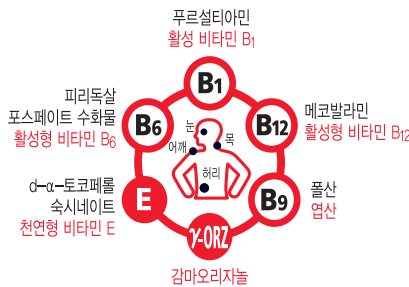 푸르설티아민
활성 비타민 B1
B1
피리독살
포스페이트 수화물
활성형 비타민 B6
B6
B12
메코발라민
활성형 비타민 B12
눈
목
어깨
허리
d-α-토코페롤
숙시네이트
천연형 비타민 E
E
B9
폴산
엽산
γ-ORZ
감마오리자놀